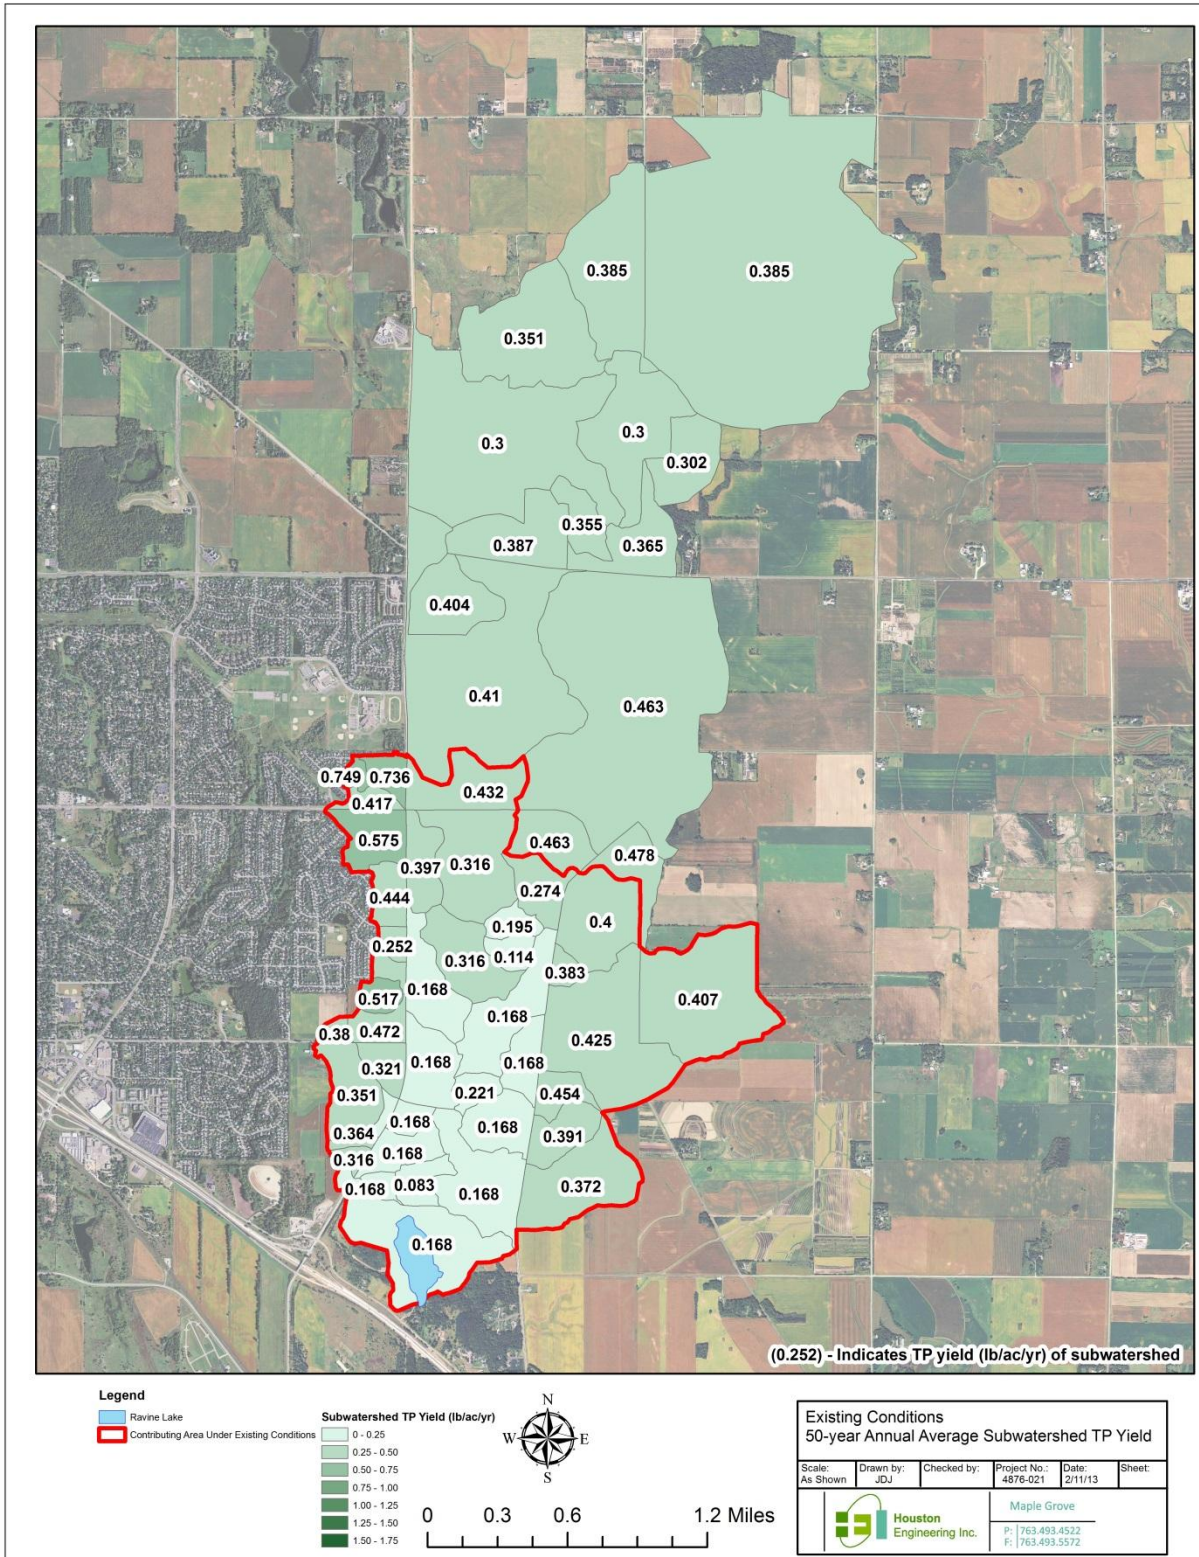 0.385
0.385
0.351
0.3
0.3
0.302
0.355
0.387
0.365
0.404
0.41
0.463
0.749
0.736
0.432
0.417
0.575
0.463
0.478
0.397
0.316
0.274
0.444
0.195
0.4
0.252
0.316
0.114
0.383
0.168
0.517
0.407
0.168
0.38
0.472
0.425
0.321
0.168
0.168
0.351
0.221
0.454
0.168
0.168
0.364
0.391
0.316
0.168
0.168
0.083
0.168
0.372
0.168
(0.252) - Indicates TP yield (lb/ac/yr) of subwatershed
Legend
Ravine Lake
Contributing Area Under Existing Conditions
Subwatershed TP Yield (lb/ac/yr)
0 - 0.25
0.25 - 0.50
0.50 - 0.75
0.75 - 1.00
1.00 - 1.25
1.25 - 1.50
1.50 - 1.75
N
W E
S
0 0.3 0.6 1.2 Miles
Existing Conditions
50-year Annual Average Subwatershed TP Yield
Scale: Drawn by: Checked by: Project No.: Date: Sheet:
As Shown JDJ 4876-021 2/11/13
Houston
Engineering Inc.
Maple Grove
P: 763.493.4522
F: 763.493.5572